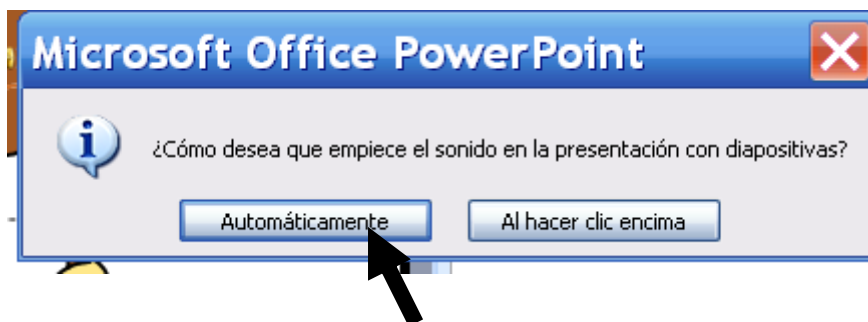 Microsoft Office PowerPoint
¿Cómo desea que empiece el sonido en la presentación con diapositivas?
Automáticamente
Al hacer clic encima